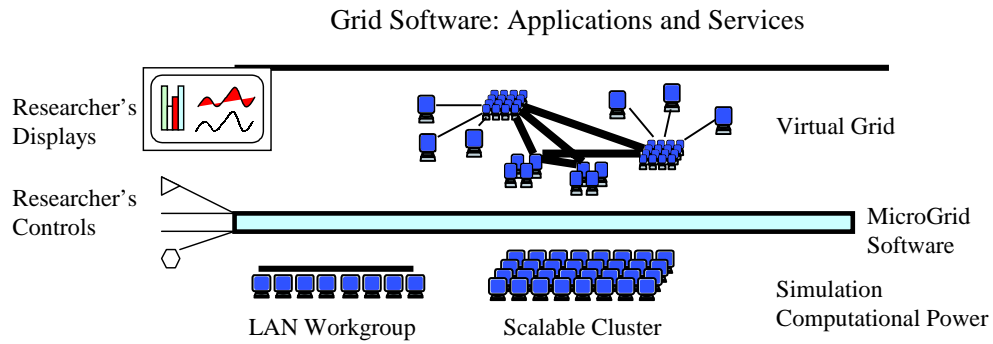 Grid Software: Applications and Services
Researcher's
Displays
Virtual Grid
Researcher's
Controls
MicroGrid
Software
LAN Workgroup
Scalable Cluster
Simulation
Computational Power